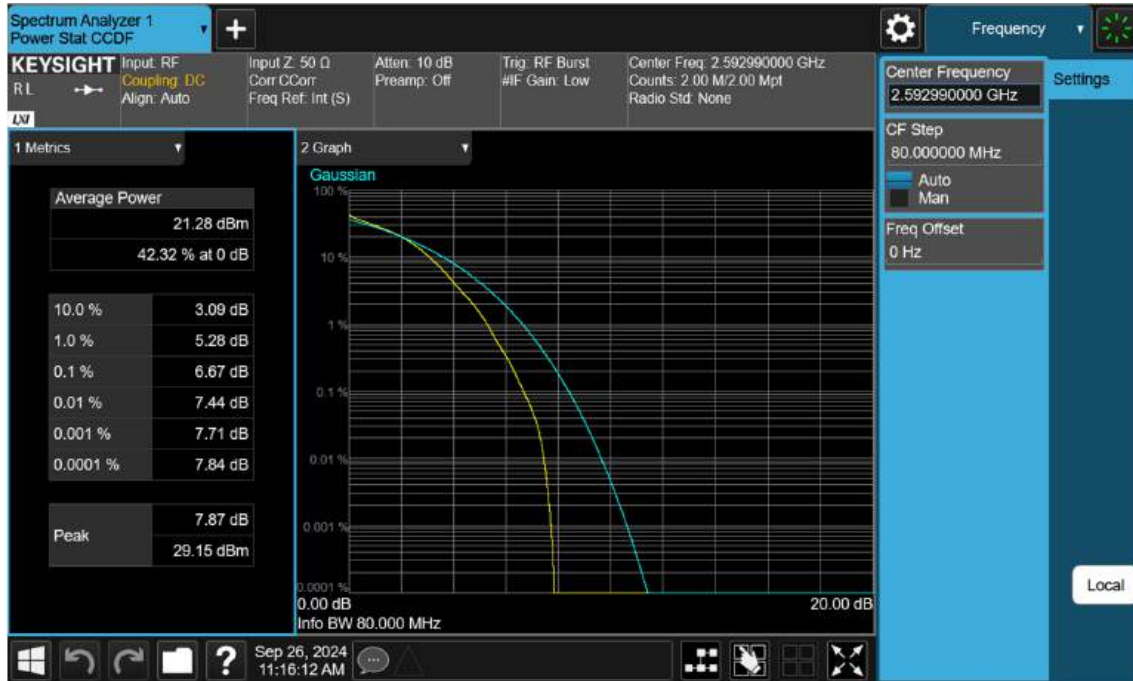 Spectrum Analyzer 1
Power Stat CCDF
+
Frequency
KEYSIGHT
RL
LXI
Input: RF
Coupling: DC
Align: Auto
Input Z: 50 Ω
Corr CCorr
Freq Ref: Int (S)
Atten: 10 dB
Preamp: Off
Trig: RF Burst
#IF Gain: Low
Center Freq: 2.592990000 GHz
Counts: 2.00 M/2.00 Mpt
Radio Std: None
Center Frequency
2.592990000 GHz
Settings
CF Step
80.000000 MHz
Auto
Man
Freq Offset
0 Hz
1 Metrics
Average Power
21.28 dBm
42.32 % at 0 dB
10.0 % 3.09 dB
1.0 % 5.28 dB
0.1 % 6.67 dB
0.01 % 7.44 dB
0.001 % 7.71 dB
0.0001 % 7.84 dB
Peak
7.87 dB
29.15 dBm
2 Graph
Gaussian
100 %
10 %
1 %
0.1 %
0.01 %
0.001 %
0.0001 %
0.00 dB 20.00 dB
Info BW 80.000 MHz
Local
?
Sep 26, 2024
11:16:12 AM